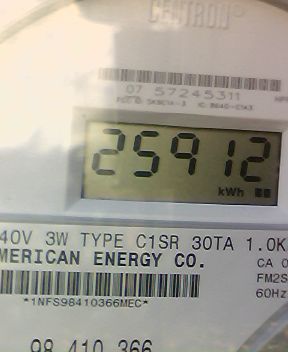 CENTRON®
07 57245311
25912
kWh
40V 3W TYPE C1SR 30TA 1.0K
MERICAN ENERGY CO.
CA 0
FM2S
60Hz
*1NFS98410366MEC*
98 410 366